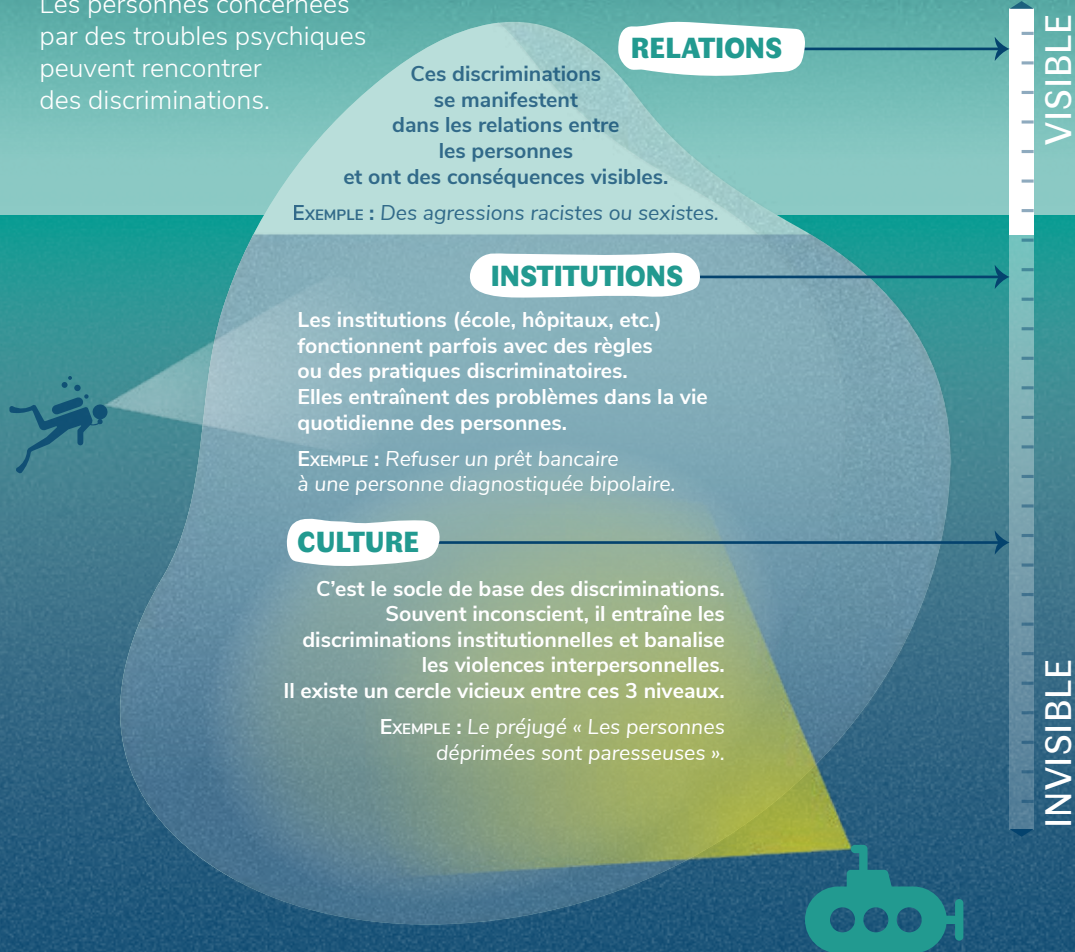 Les personnes concernées
par des troubles psychiques
peuvent rencontrer
des discriminations.
RELATIONS
Ces discriminations
se manifestent
dans les relations entre
les personnes
et ont des conséquences visibles.
EXEMPLE : Des agressions racistes ou sexistes.
INSTITUTIONS
Les institutions (école, hôpitaux, etc.)
fonctionnent parfois avec des règles
ou des pratiques discriminatoires.
Elles entraînent des problèmes dans la vie
quotidienne des personnes.
EXEMPLE : Refuser un prêt bancaire
à une personne diagnostiquée bipolaire.
CULTURE
C’est le socle de base des discriminations.
Souvent inconscient, il entraîne les
discriminations institutionnelles et banalise
les violences interpersonnelles.
Il existe un cercle vicieux entre ces 3 niveaux.
EXEMPLE : Le préjugé « Les personnes
déprimées sont paresseuses ».
VISIBLE
INVISIBLE